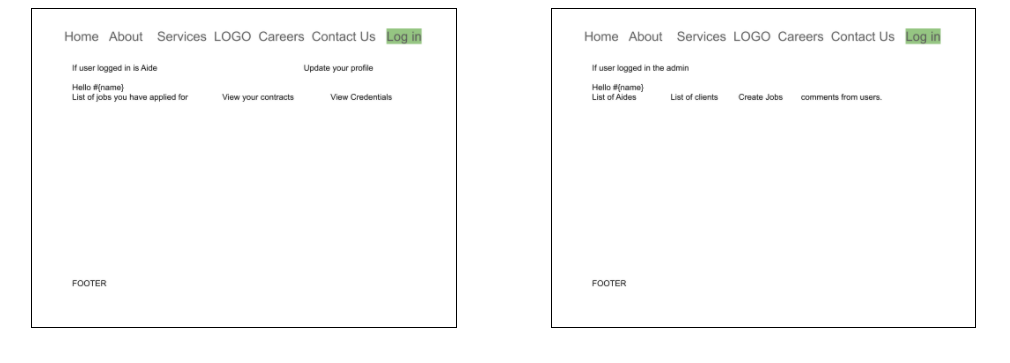 Home About Services LOGO Careers Contact Us Log in
If user logged in is Aide Update your profile
Hello #{name}
List of jobs you have applied for View your contracts View Credentials
FOOTER
Home About Services LOGO Careers Contact Us Log in
If user logged in the admin
Hello #{name}
List of Aides List of clients Create Jobs comments from users.
FOOTER